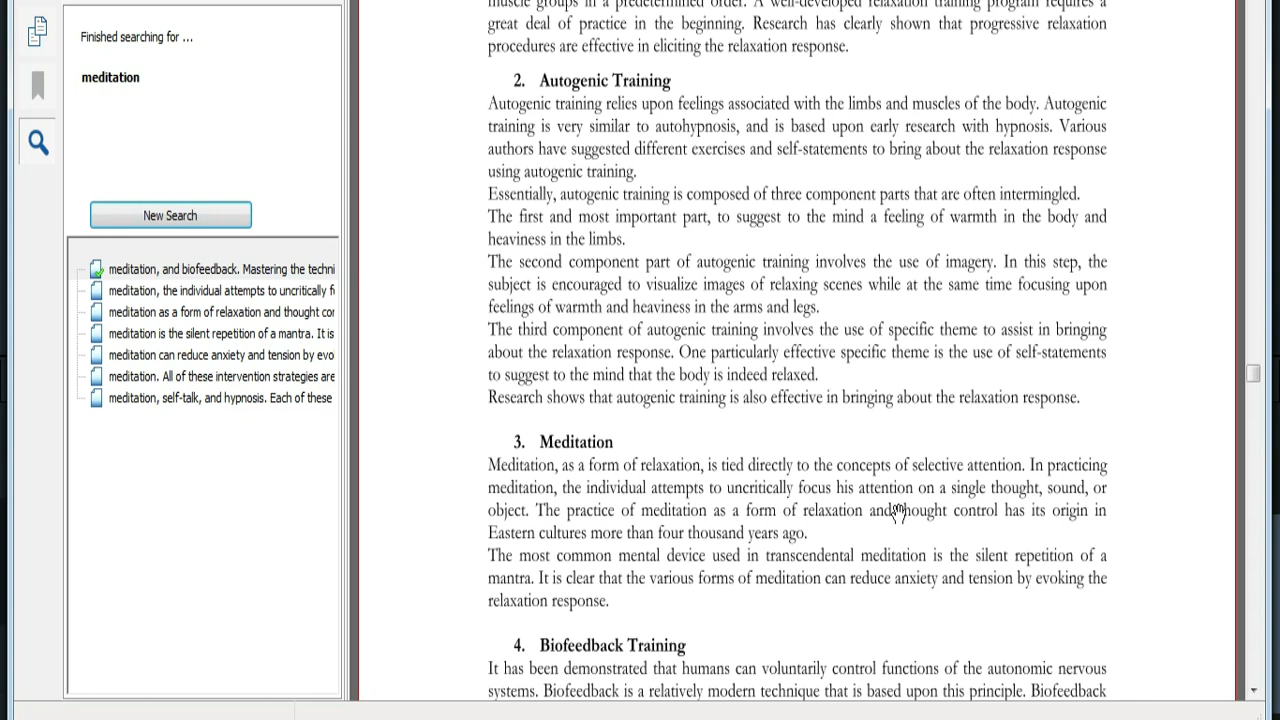 Finished searching for ...
meditation
New Search
meditation, and biofeedback. Mastering the techni
meditation, the individual attempts to uncritically f
meditation as a form of relaxation and thought cor
meditation is the silent repetition of a mantra. It is
meditation can reduce anxiety and tension by evo
meditation. All of these intervention strategies are
meditation, self-talk, and hypnosis. Each of these
muscle groups in a predetermined order. A well-developed relaxation training program requires a
great deal of practice in the beginning. Research has clearly shown that progressive relaxation
procedures are effective in eliciting the relaxation response.
2. Autogenic Training
Autogenic training relies upon feelings associated with the limbs and muscles of the body. Autogenic
training is very similar to autohypnosis, and is based upon early research with hypnosis. Various
authors have suggested different exercises and self-statements to bring about the relaxation response
using autogenic training.
Essentially, autogenic training is composed of three component parts that are often intermingled.
The first and most important part, to suggest to the mind a feeling of warmth in the body and
heaviness in the limbs.
The second component part of autogenic training involves the use of imagery. In this step, the
subject is encouraged to visualize images of relaxing scenes while at the same time focusing upon
feelings of warmth and heaviness in the arms and legs.
The third component of autogenic training involves the use of specific theme to assist in bringing
about the relaxation response. One particularly effective specific theme is the use of self-statements
to suggest to the mind that the body is indeed relaxed.
Research shows that autogenic training is also effective in bringing about the relaxation response.
3. Meditation
Meditation, as a form of relaxation, is tied directly to the concepts of selective attention. In practicing
meditation, the individual attempts to uncritically focus his attention on a single thought, sound, or
object. The practice of meditation as a form of relaxation and thought control has its origin in
Eastern cultures more than four thousand years ago.
The most common mental device used in transcendental meditation is the silent repetition of a
mantra. It is clear that the various forms of meditation can reduce anxiety and tension by evoking the
relaxation response.
4. Biofeedback Training
It has been demonstrated that humans can voluntarily control functions of the autonomic nervous
systems. Biofeedback is a relatively modern technique that is based upon this principle. Biofeedback